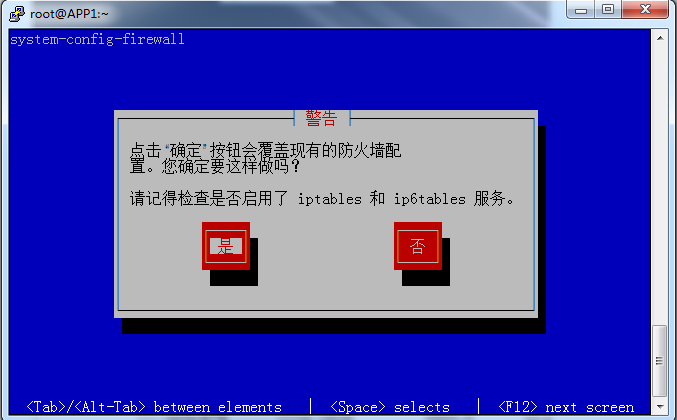 root@APP1:~
system-config-firewall
警告
点击“确定”按钮会覆盖现有的防火墙配
置。您确定要这样做吗?
请记得检查是否启用了 iptables 和 ip6tables 服务。
是 否
<Tab>/<Alt-Tab> between elements | <Space> selects | <F12> next screen